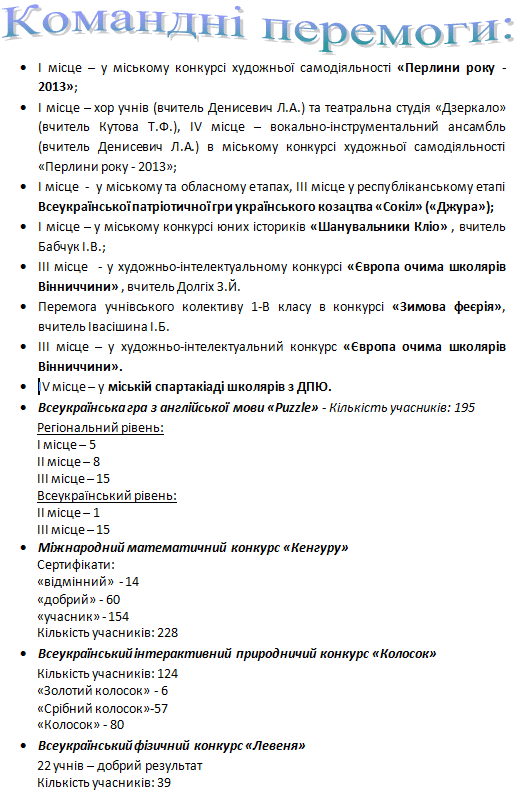 Командні перемоги:
• І місце – у міському конкурсі художньої самодіяльності «Перлини року -
2013»;
• І місце – хор учнів (вчитель Денисевич Л.А.) та театральна студія «Дзеркало»
(вчитель Кутова Т.Ф.), IV місце – вокально-інструментальний ансамбль
(вчитель Денисевич Л.А.) в міському конкурсі художньої самодіяльності
«Перлини року - 2013»;
• І місце - у міському та обласному етапах, ІІІ місце у республіканському етапі
Всеукраїнської патріотичної гри українського козацтва «Сокіл» («Джура»);
• І місце – у міському конкурсі юних істориків «Шанувальники Кліо» , вчитель
Бабчук І.В.;
• ІІІ місце - у художньо-інтелектуальному конкурсі «Європа очима школярів
Вінниччини» , вчитель Долгіх З.Й.
• Перемога учнівського колективу 1-В класу в конкурсі «Зимова феєрія»,
вчитель Івасішина І.Б.
• ІІІ місце – у художньо-інтелектуальний конкурс «Європа очима школярів
Вінниччини».
• IV місце – у міській спартакіаді школярів з ДПЮ.
• Всеукраїнська гра з англійської мови «Puzzle» - Кількість учасників: 195
Регіональний рівень:
І місце – 5
ІІ місце – 8
ІІІ місце – 15
Всеукраїнський рівень:
ІІ місце – 1
ІІІ місце – 15
• Міжнародний математичний конкурс «Кенгуру»
Сертифікати:
«відмінний» - 14
«добрий» - 60
«учасник» - 154
Кількість учасників: 228
• Всеукраїнський інтерактивний природничий конкурс «Колосок»
Кількість учасників: 124
«Золотий колосок» - 6
«Срібний колосок»-57
«Колосок» - 80
• Всеукраїнський фізичний конкурс «Левеня»
22 учнів – добрий результат
Кількість учасників: 39